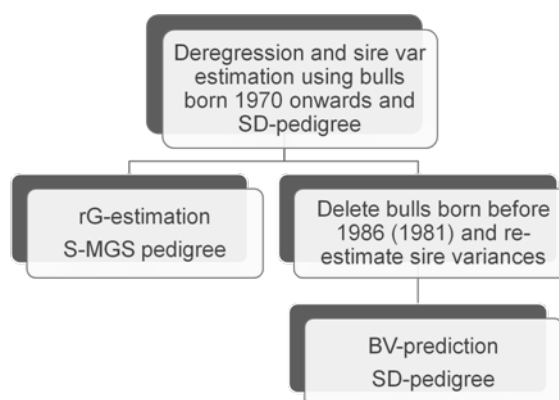 Deregression and sire var
estimation using bulls
born 1970 onwards and
SD-pedigree
rG-estimation
S-MGS pedigree
Delete bulls born before
1986 (1981) and re-
estimate sire variances
BV-prediction
SD-pedigree